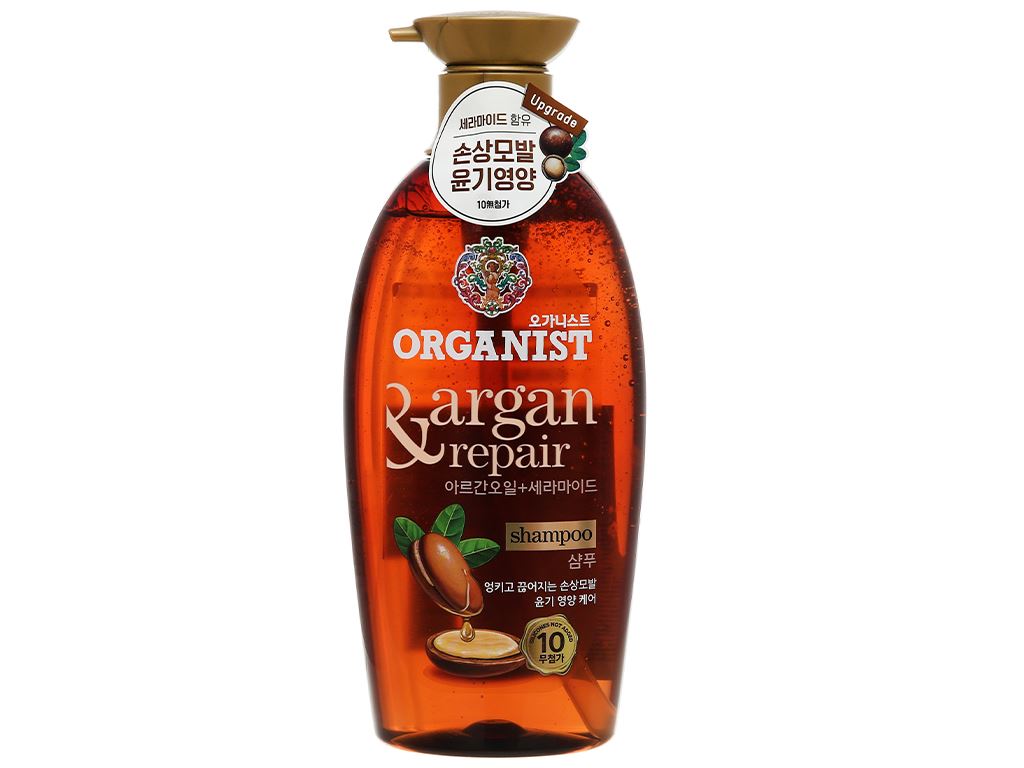 Upgrade
세라마이드 함유
손상모발
윤기영양
10無첨가
오가니스트
ORGANIST
&argan
repair
아르간오일+세라마이드
shampoo
샴푸
엉키고 끊어지는 손상모발
윤기 영양 케어
SILICONES NOT ADDED
10
무첨가